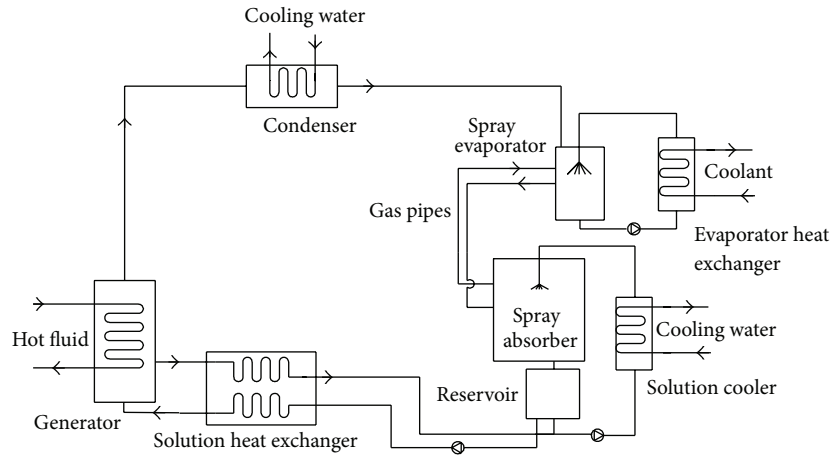 Cooling water
Condenser
Spray
evaporator
Coolant
Gas pipes
Evaporator heat
exchanger
Hot fluid
Spray
absorber
Cooling water
Reservoir
Solution cooler
Generator
Solution heat exchanger